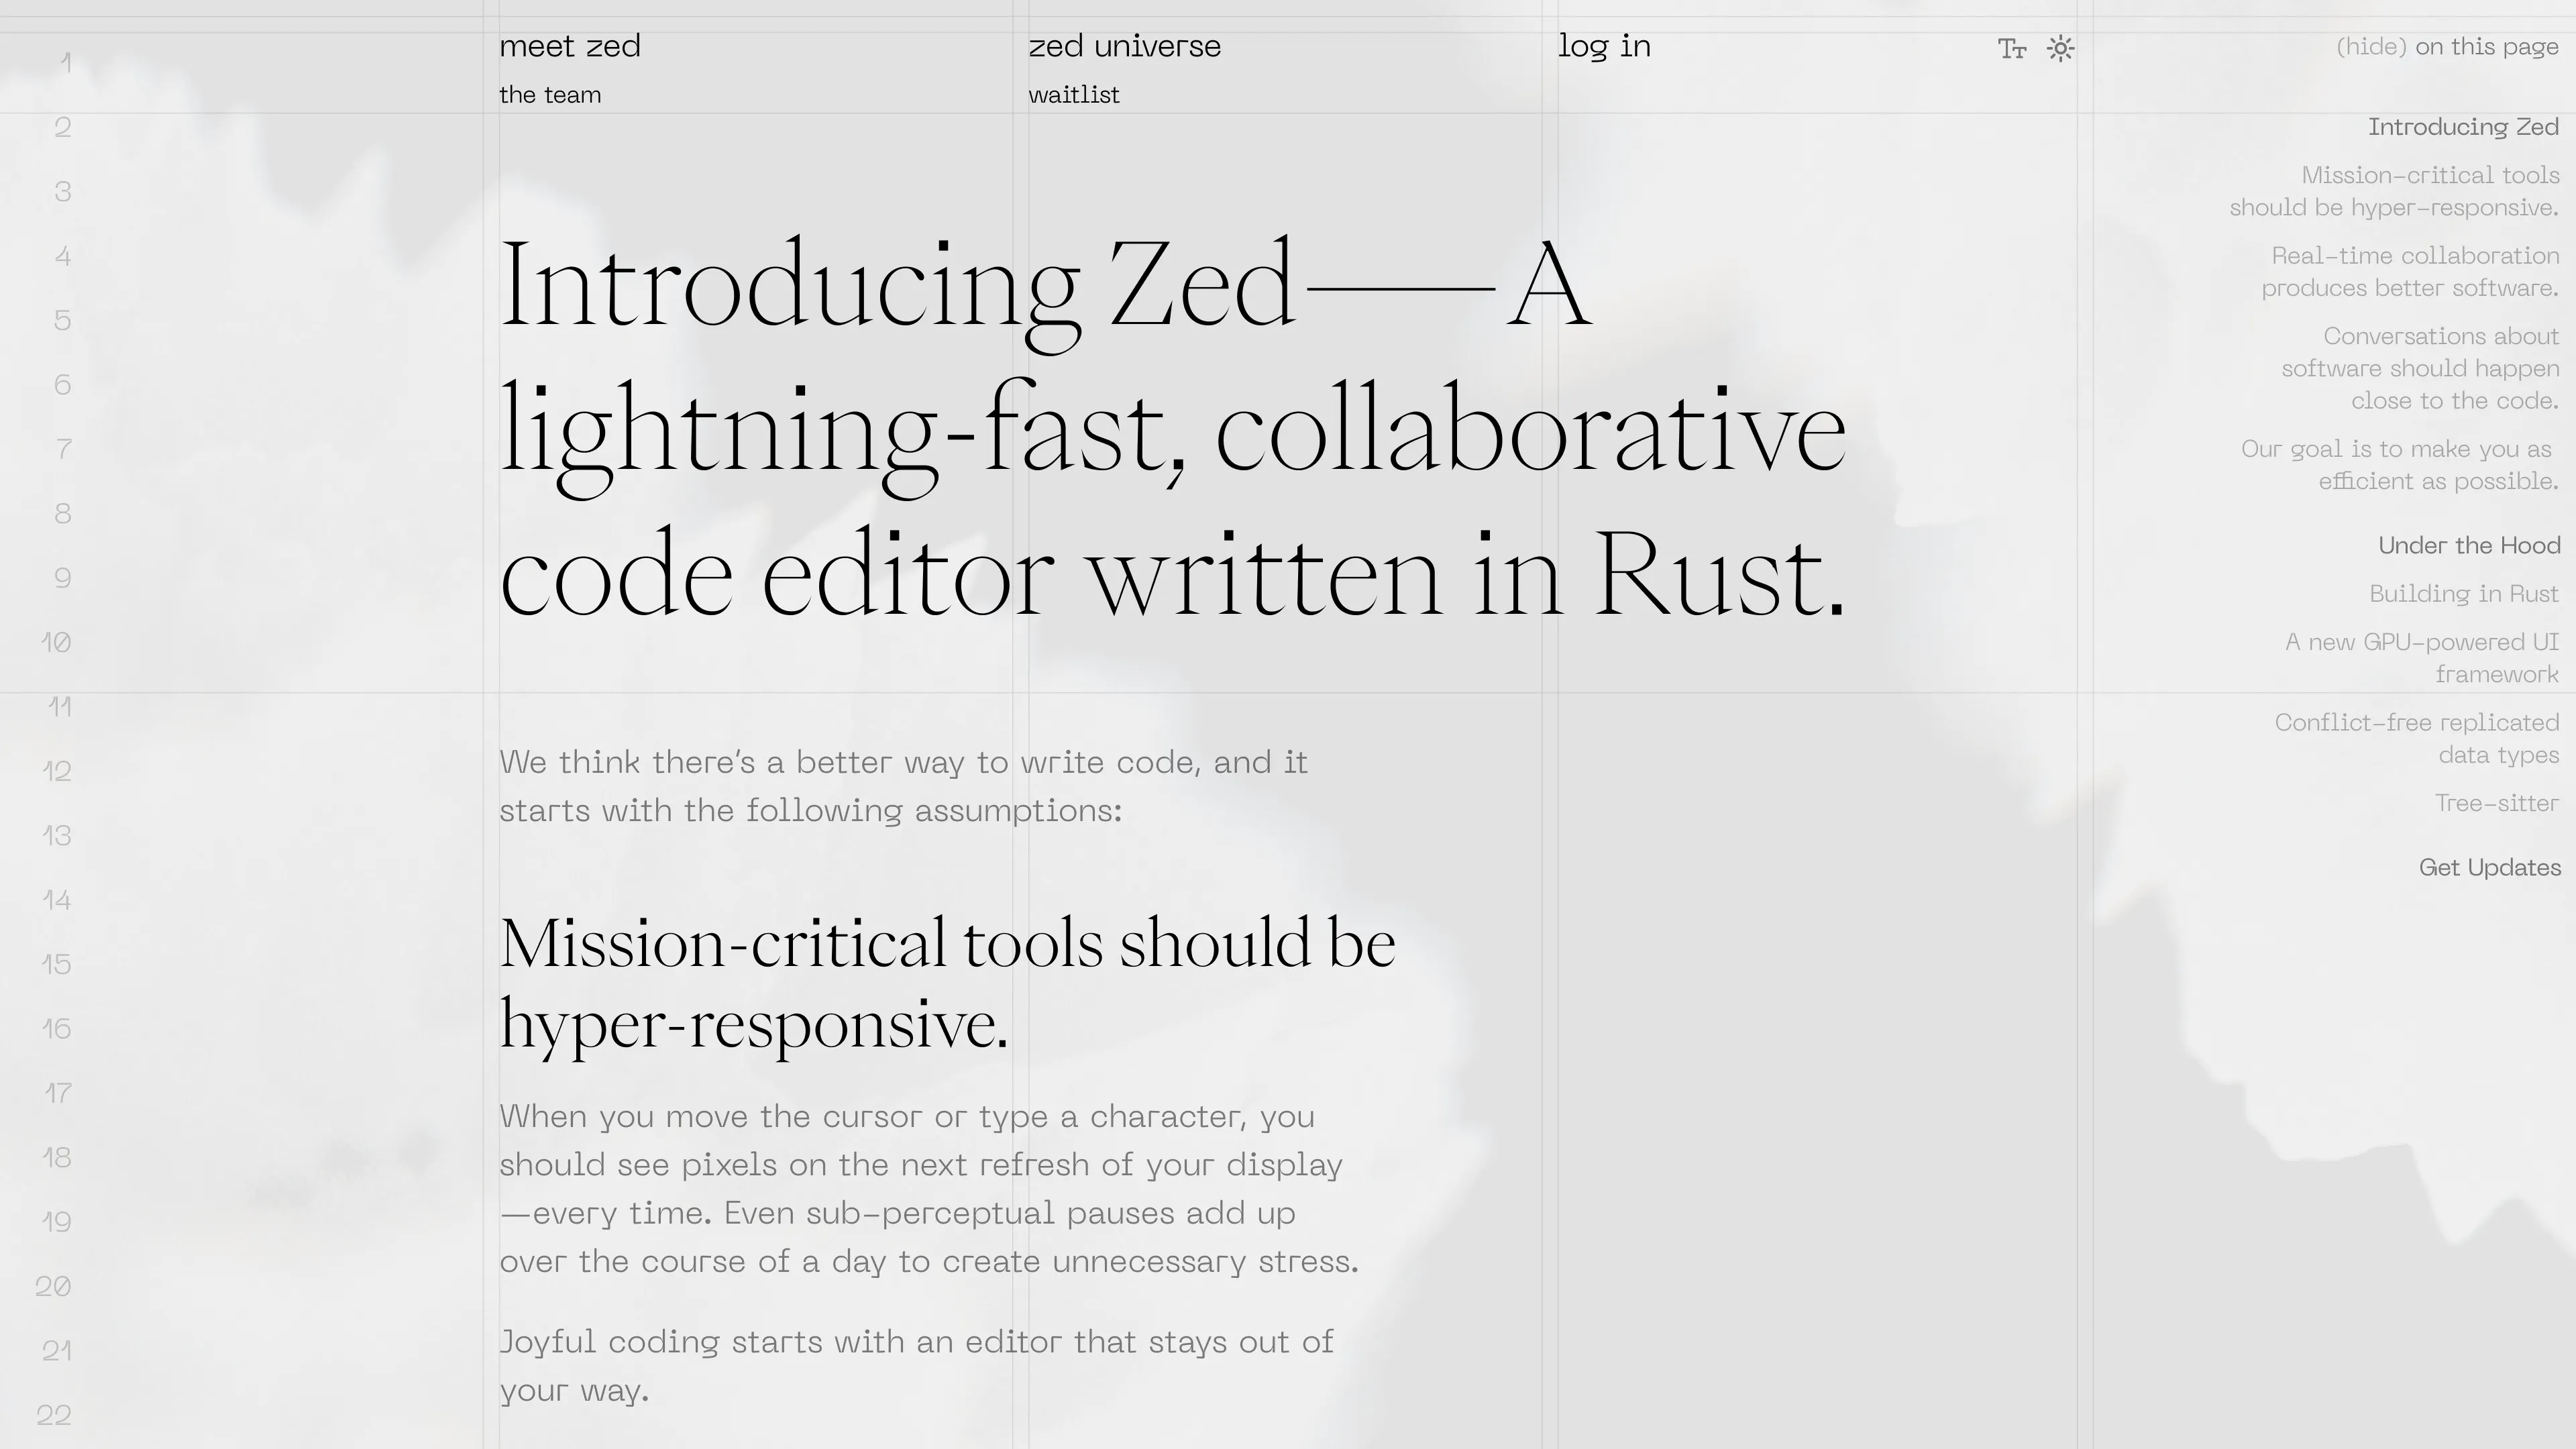 meet zed
the team
zed universe
waitlist
log in
Tт
(hide) on this page
1
2
3
4
5
6
7
8
9
10
11
12
13
14
15
16
17
18
19
20
21
22
Introducing Zed—A
lightning-fast, collaborative
code editor written in Rust.
We think there's a better way to write code, and it
starts with the following assumptions:
Mission-critical tools should be
hyper-responsive.
When you move the cursor or type a character, you
should see pixels on the next refresh of your display
—every time. Even sub-perceptual pauses add up
over the course of a day to create unnecessary stress.
Joyful coding starts with an editor that stays out of
your way.
Introducing Zed
Mission-critical tools
should be hyper-responsive.
Real-time collaboration
produces better software.
Conversations about
software should happen
close to the code.
Our goal is to make you as
efficient as possible.
Under the Hood
Building in Rust
A new GPU-powered UI
framework
Conflict-free replicated
data types
Tree-sitter
Get Updates